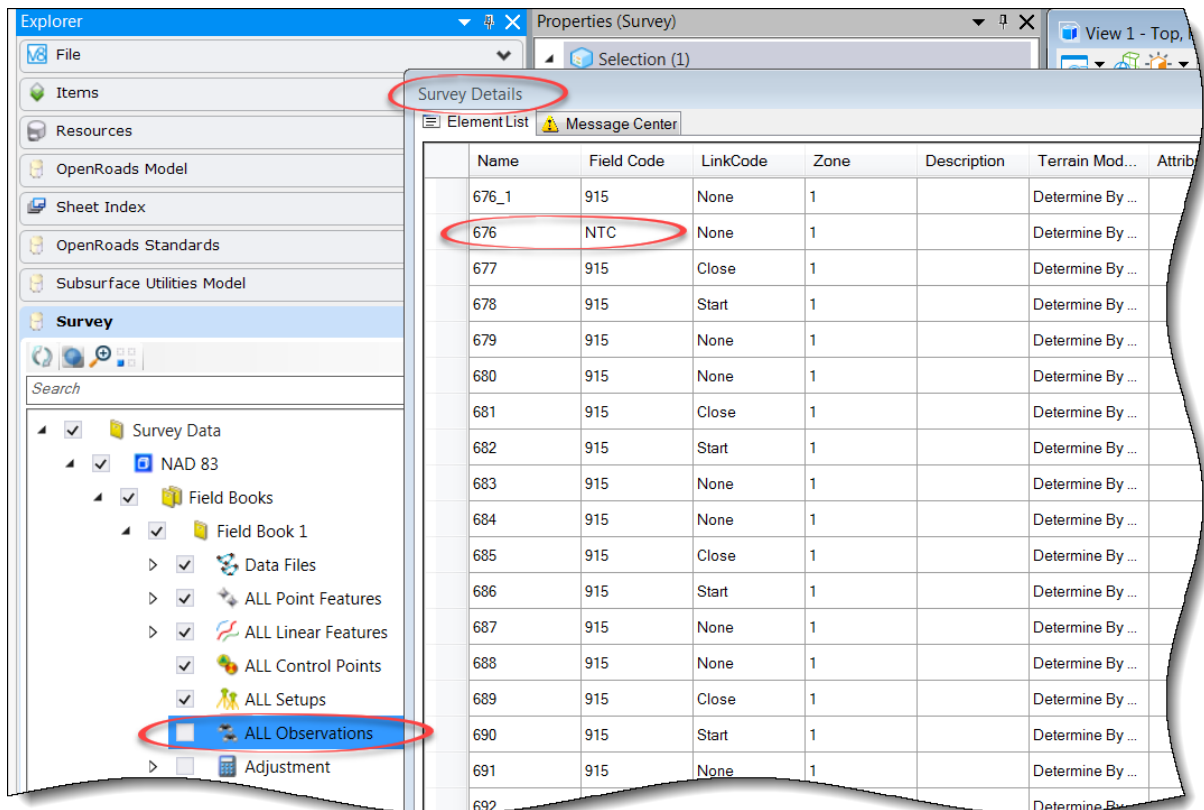 Explorer
Properties (Survey)
View 1 - Top,
V8 File
Selection (1)
Items
Resources
OpenRoads Model
Sheet Index
OpenRoads Standards
Subsurface Utilities Model
Survey
Search
Survey Data
NAD 83
Field Books
Field Book 1
Data Files
ALL Point Features
ALL Linear Features
ALL Control Points
ALL Setups
ALL Observations
Adjustment
Survey Details
Element List Message Center
Name Field Code LinkCode Zone Description Terrain Mod... Attrib
676_1 915 None 1 Determine By ...
676 NTC None 1 Determine By ...
677 915 Close 1 Determine By ...
678 915 Start 1 Determine By ...
679 915 None 1 Determine By ...
680 915 None 1 Determine By ...
681 915 Close 1 Determine By ...
682 915 Start 1 Determine By ...
683 915 None 1 Determine By ...
684 915 None 1 Determine By ...
685 915 Close 1 Determine By ...
686 915 Start 1 Determine By ...
687 915 None 1 Determine By ...
688 915 None 1 Determine By ...
689 915 Close 1 Determine By ...
690 915 Start 1 Determine By ...
691 915 None 1 Determine By ...
692 Determine By